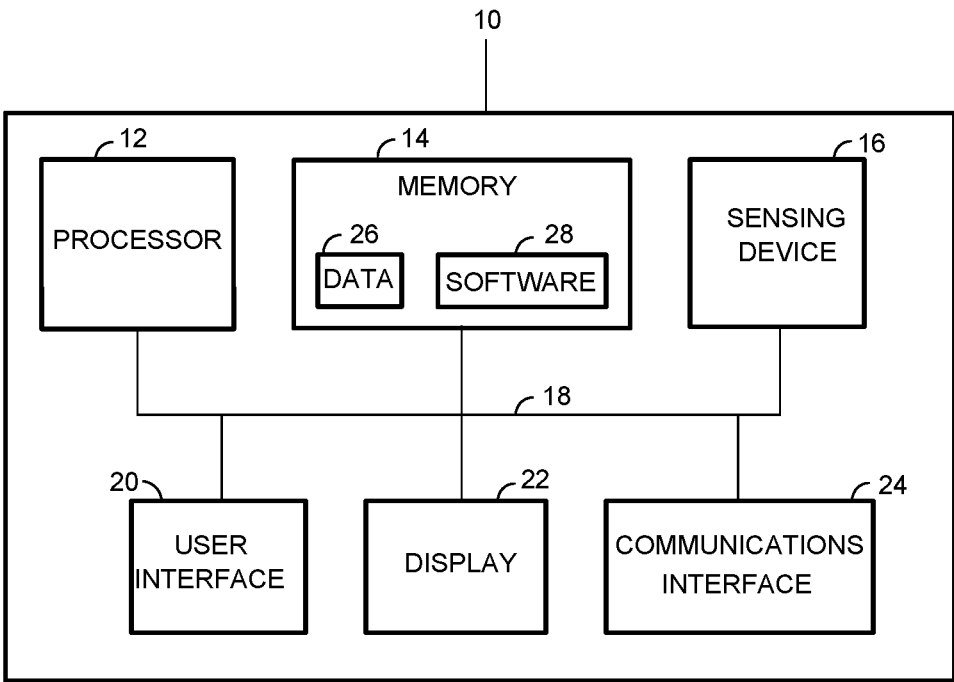 10
12
14
16
PROCESSOR
MEMORY
SENSING
DEVICE
26
28
DATA
SOFTWARE
18
20
22
24
USER
INTERFACE
DISPLAY
COMMUNICATIONS
INTERFACE